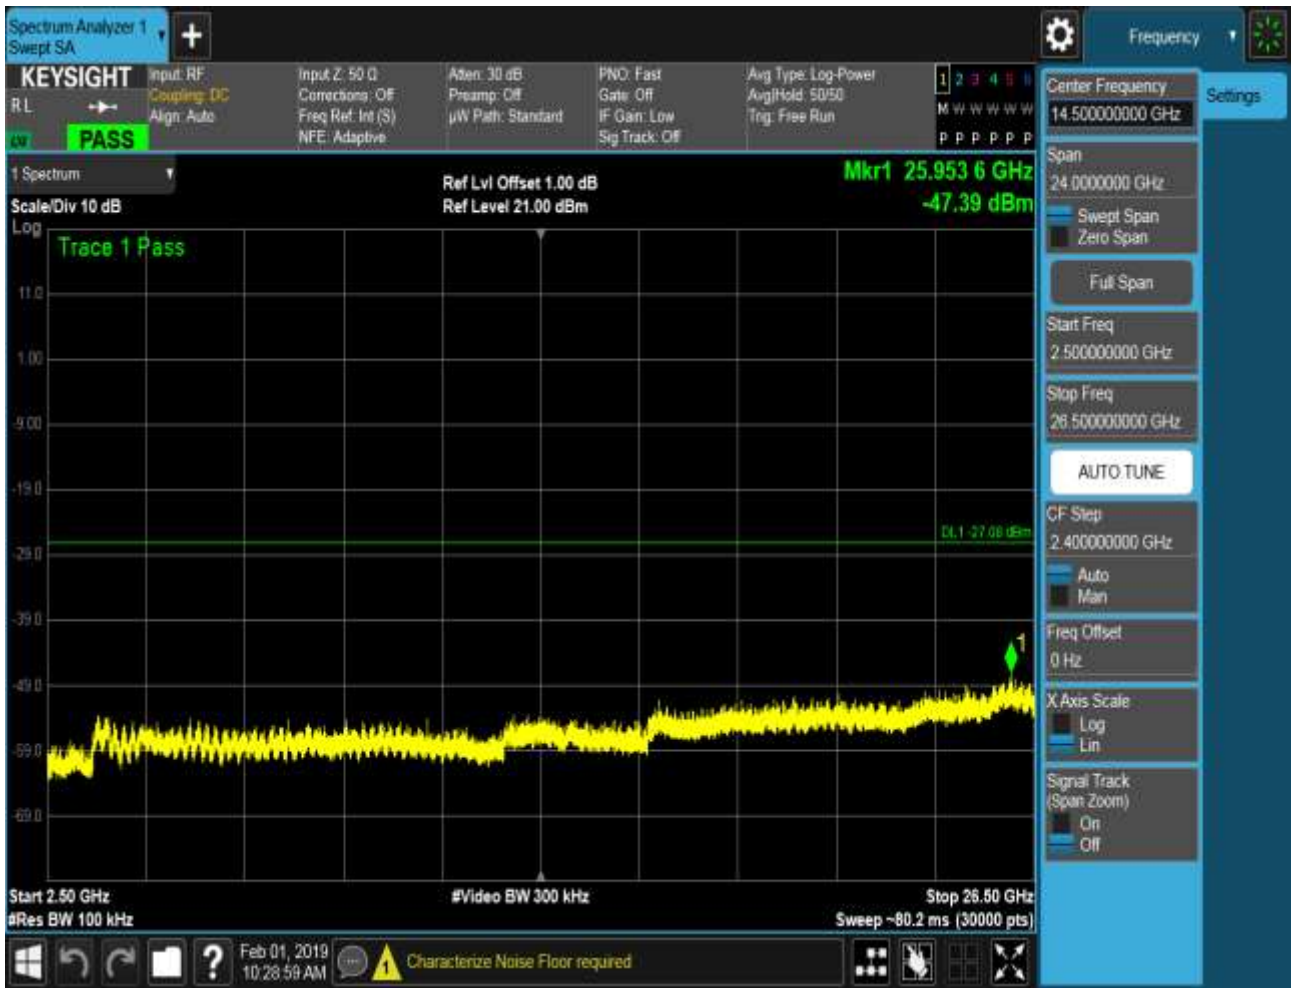 Spectrum Analyzer 1
Swept SA
Frequency
KEYSIGHT
R L
PASS
Input: RF
Coupling: DC
Align: Auto
Input Z: 50 Ω
Corrections: Off
Freq Ref: Int (S)
NFE: Adaptive
Atten: 30 dB
Preamp: Off
µW Path: Standard
PNO: Fast
Gate: Off
IF Gain: Low
Sig Track: Off
Avg Type: Log-Power
Avg|Hold: 50/50
Trig: Free Run
1 2 3 4 5 6
M W W W W W
P P P P P P
1 Spectrum
Scale/Div 10 dB
Log
Ref Lvl Offset 1.00 dB
Ref Level 21.00 dBm
Mkr1 25.953 6 GHz
-47.39 dBm
Trace 1 Pass
11.0
1.00
-9.00
-19.0
-29.0
-39.0
-49.0
-59.0
-69.0
DL1 -27.08 dBm
1
Start 2.50 GHz
#Res BW 100 kHz
#Video BW 300 kHz
Stop 26.50 GHz
Sweep ~80.2 ms (30000 pts)
Center Frequency
14.500000000 GHz
Settings
Span
24.0000000 GHz
Swept Span
Zero Span
Full Span
Start Freq
2.500000000 GHz
Stop Freq
26.500000000 GHz
AUTO TUNE
CF Step
2.400000000 GHz
Auto
Man
Freq Offset
0 Hz
X Axis Scale
Log
Lin
Signal Track
(Span Zoom)
On
Off
?
Feb 01, 2019
10:28:59 AM
1
Characterize Noise Floor required